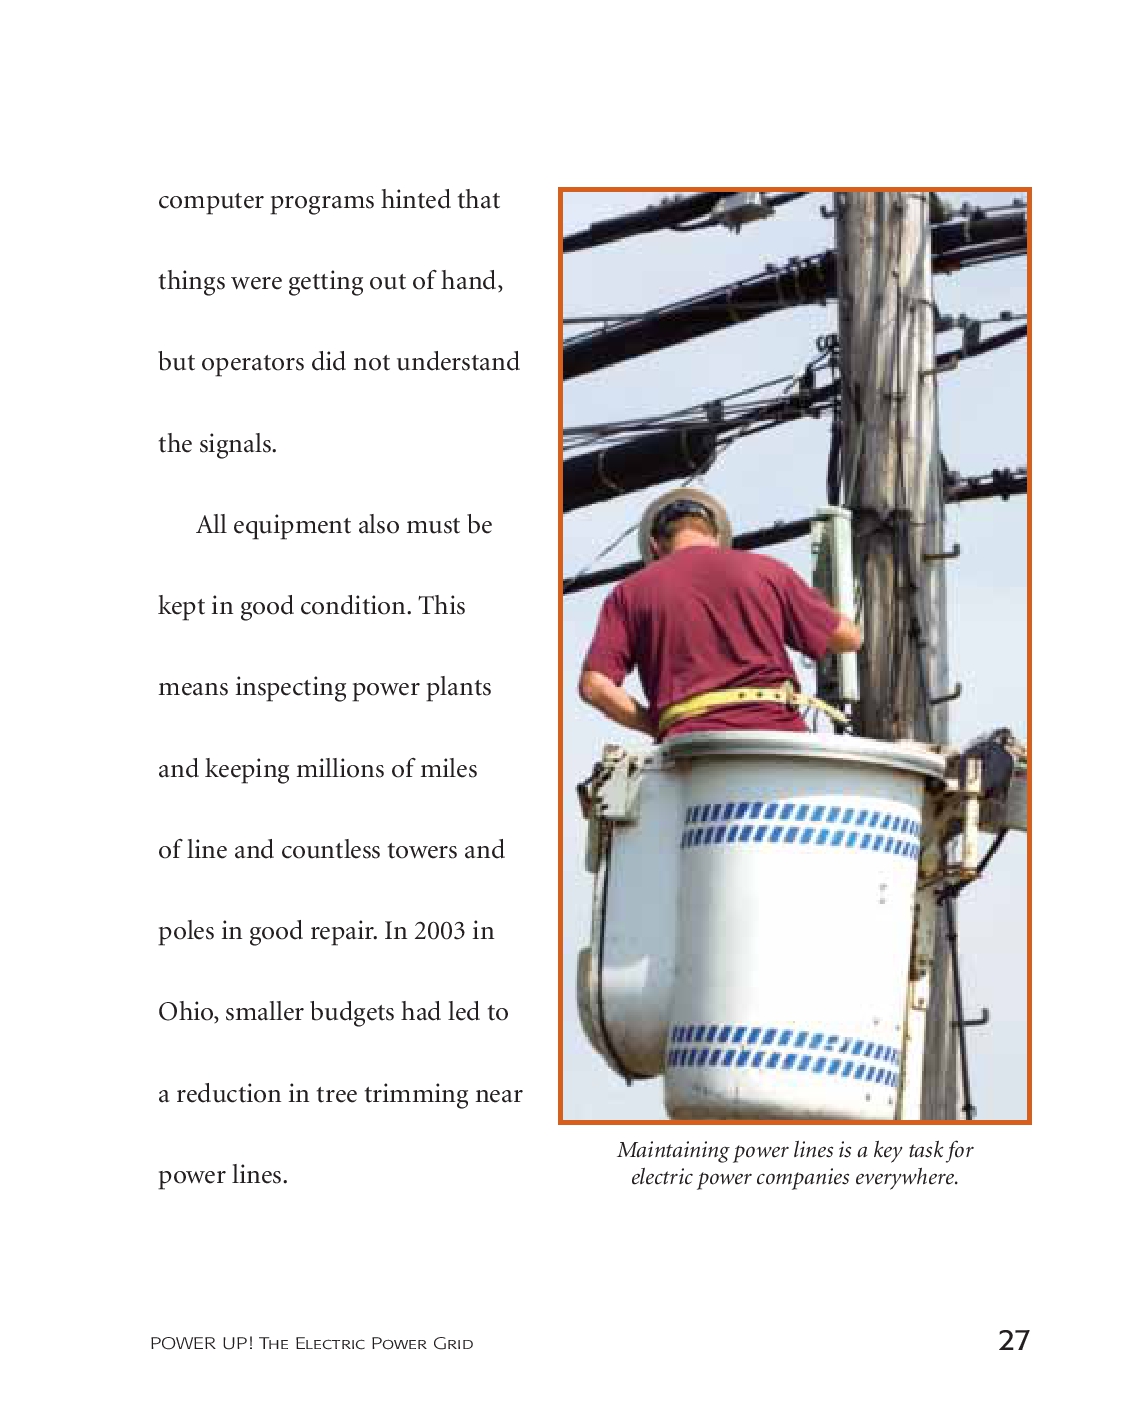 computer programs hinted that
things were getting out of hand,
but operators did not understand
the signals.
All equipment also must be
kept in good condition. This
means inspecting power plants
and keeping millions of miles
of line and countless towers and
poles in good repair. In 2003 in
Ohio, smaller budgets had led to
a reduction in tree trimming near
power lines.
Maintaining power lines is a key task for
electric power companies everywhere.
POWER UP! The Electric Power Grid
27